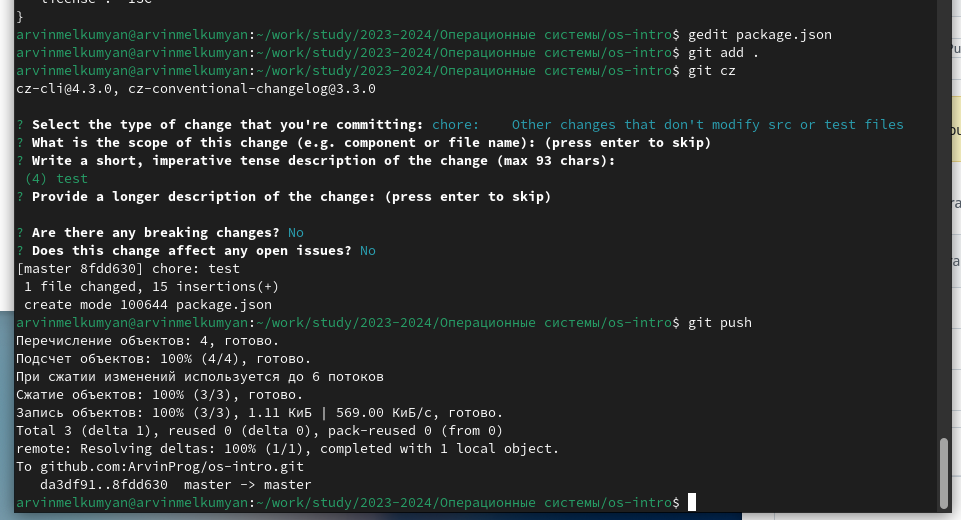 }
arvinmelkumyan@arvinmelkumyan:~/work/study/2023-2024/Операционные системы/os-intro$ gedit package.json
arvinmelkumyan@arvinmelkumyan:~/work/study/2023-2024/Операционные системы/os-intro$ git add .
arvinmelkumyan@arvinmelkumyan:~/work/study/2023-2024/Операционные системы/os-intro$ git cz
cz-cli@4.3.0, cz-conventional-changelog@3.3.0
? Select the type of change that you're committing: chore:    Other changes that don't modify src or test files
? What is the scope of this change (e.g. component or file name): (press enter to skip)
? Write a short, imperative tense description of the change (max 93 chars):
 (4) test
? Provide a longer description of the change: (press enter to skip)
? Are there any breaking changes? No
? Does this change affect any open issues? No
[master 8fdd630] chore: test
 1 file changed, 15 insertions(+)
 create mode 100644 package.json
arvinmelkumyan@arvinmelkumyan:~/work/study/2023-2024/Операционные системы/os-intro$ git push
Перечисление объектов: 4, готово.
Подсчет объектов: 100% (4/4), готово.
При сжатии изменений используется до 6 потоков
Сжатие объектов: 100% (3/3), готово.
Запись объектов: 100% (3/3), 1.11 КиБ | 569.00 КиБ/с, готово.
Total 3 (delta 1), reused 0 (delta 0), pack-reused 0 (from 0)
remote: Resolving deltas: 100% (1/1), completed with 1 local object.
To github.com:ArvinProg/os-intro.git
   da3df91..8fdd630  master -> master
arvinmelkumyan@arvinmelkumyan:~/work/study/2023-2024/Операционные системы/os-intro$